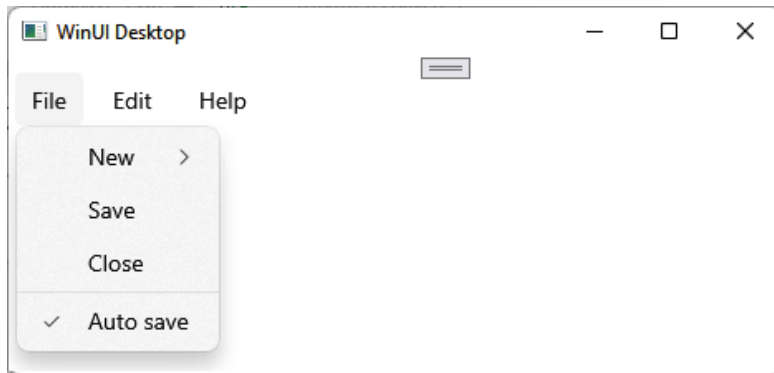 WinUI Desktop
File Edit Help
New
Save
Close
Auto save